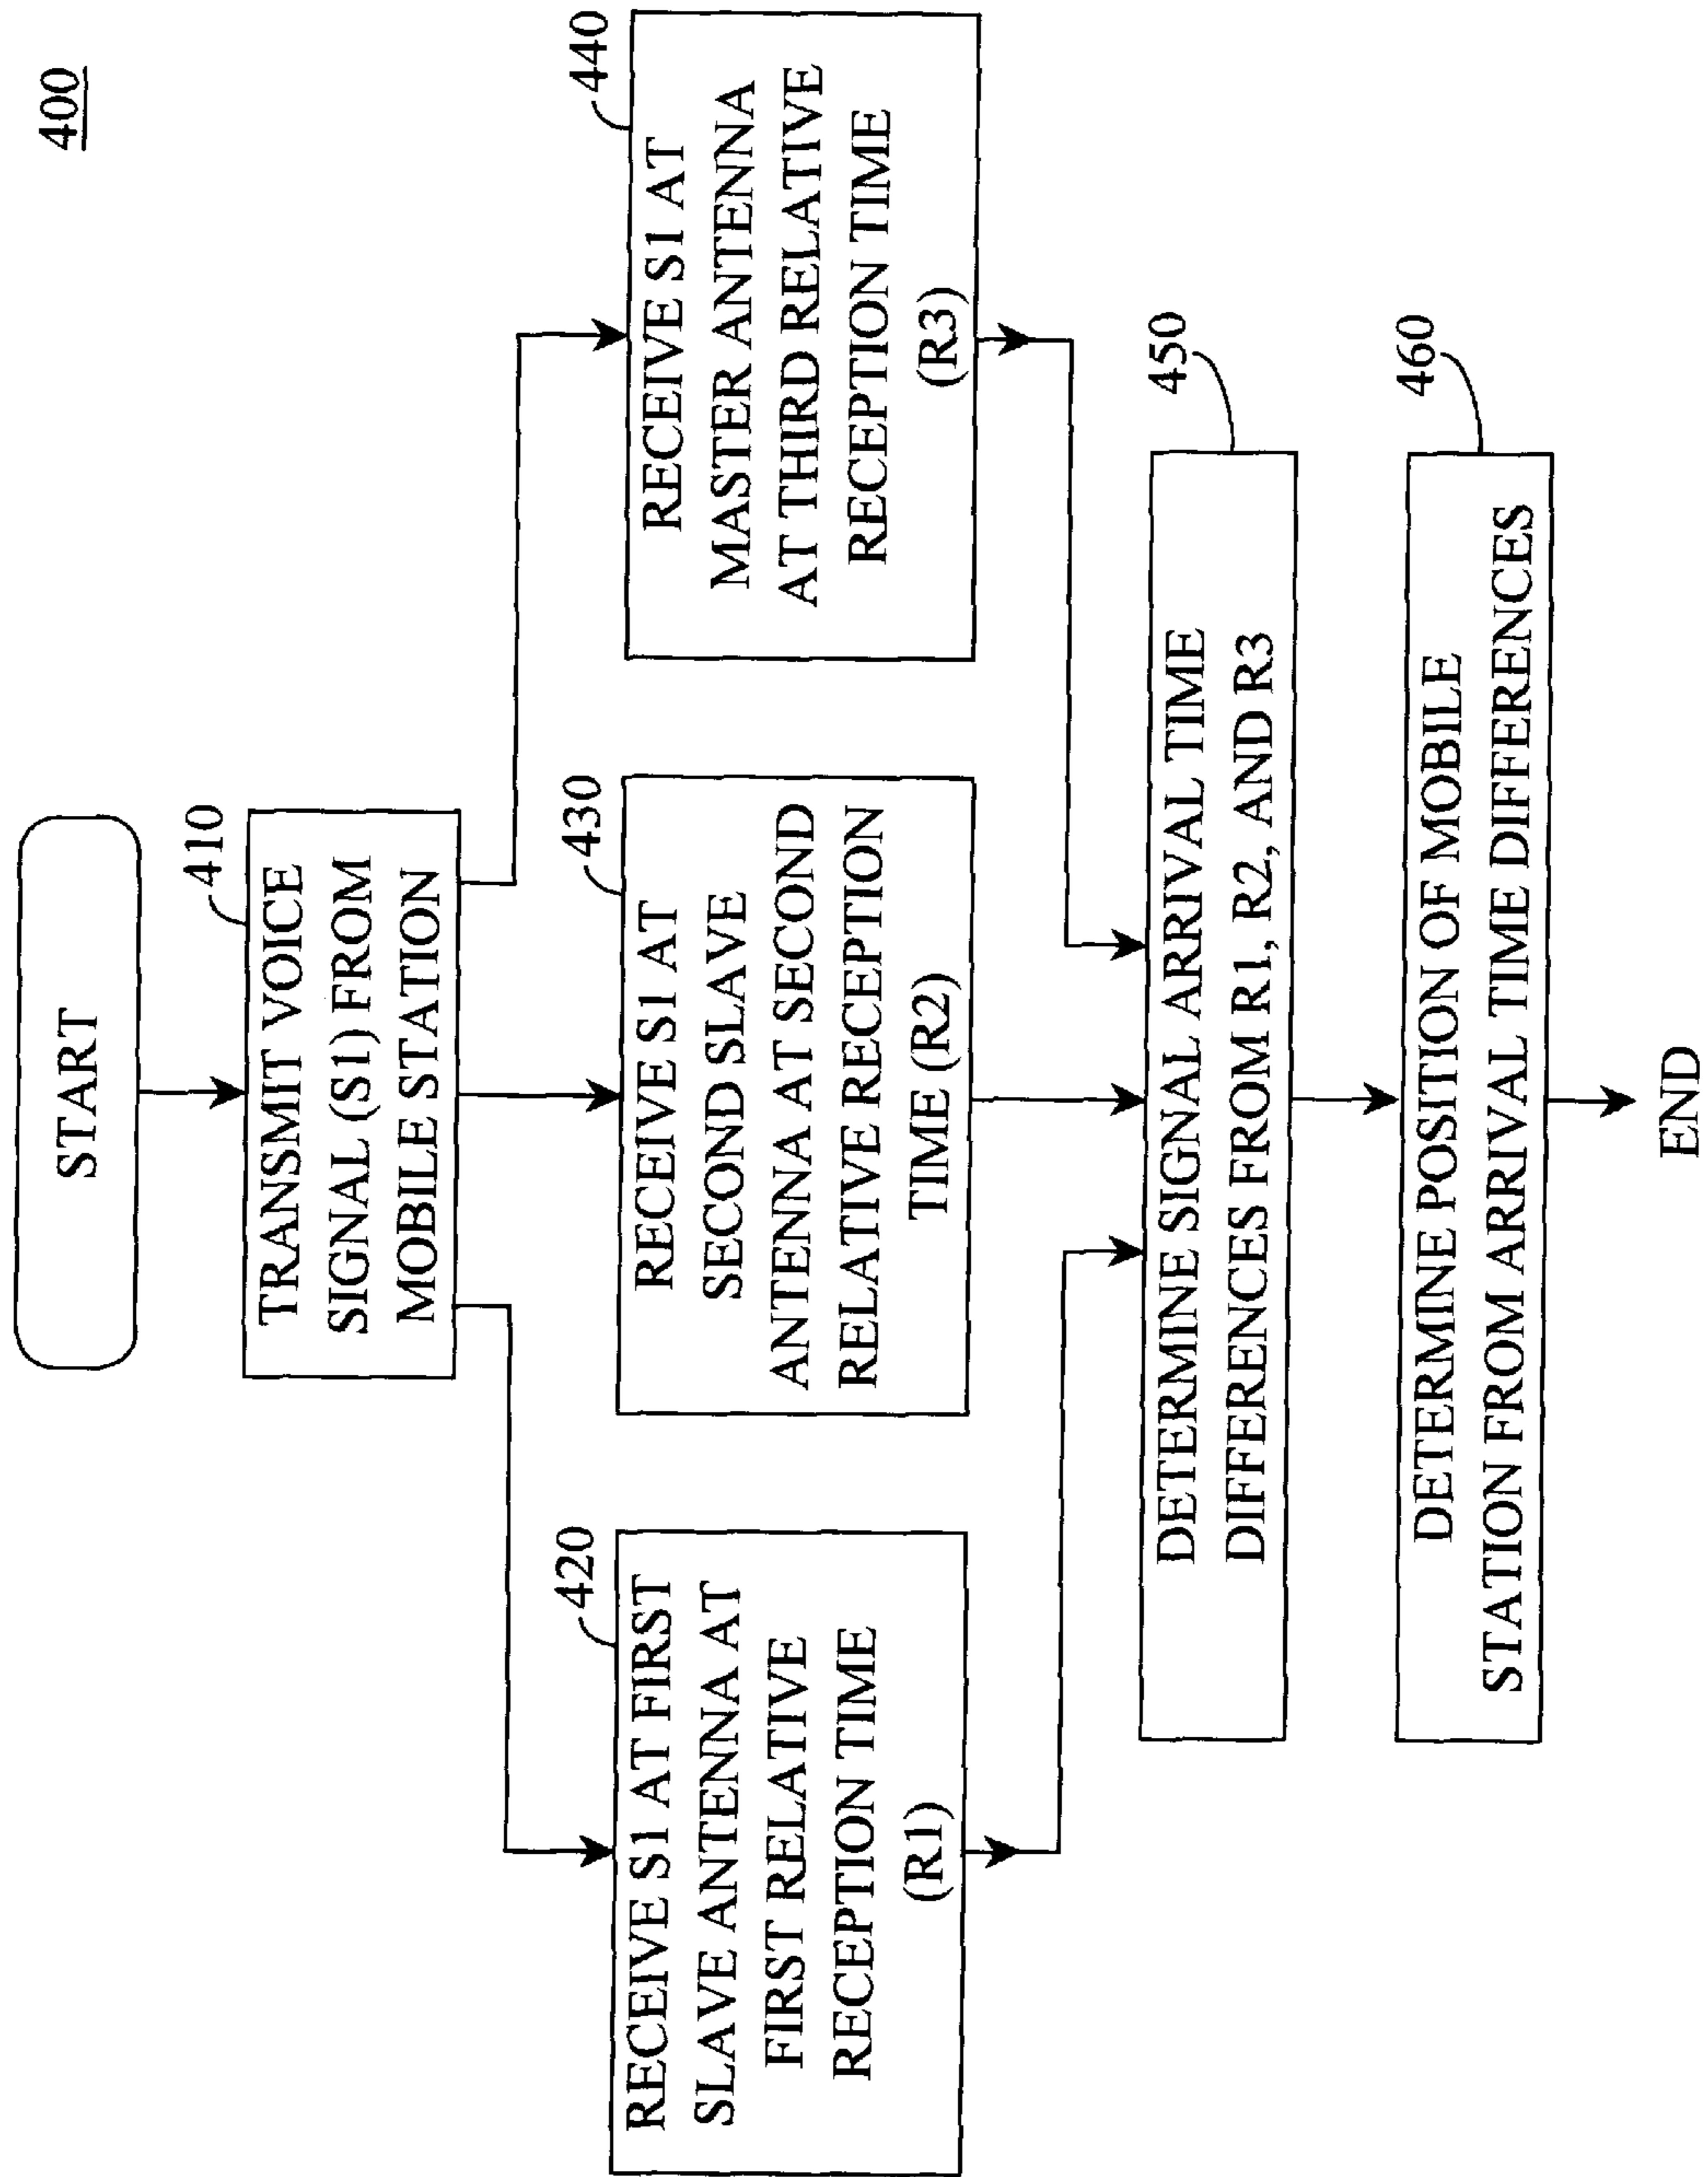 400
START
410
TRANSMIT VOICE
SIGNAL (S1) FROM
MOBILE STATION
420
RECEIVE S1 AT FIRST
SLAVE ANTENNA AT
FIRST RELATIVE
RECEPTION TIME
(R1)
430
RECEIVE S1 AT
SECOND SLAVE
ANTENNA AT SECOND
RELATIVE RECEPTION
TIME (R2)
440
RECEIVE S1 AT
MASTER ANTENNA
AT THIRD RELATIVE
RECEPTION TIME
(R3)
450
DETERMINE SIGNAL ARRIVAL TIME
DIFFERENCES FROM R1, R2, AND R3
460
DETERMINE POSITION OF MOBILE
STATION FROM ARRIVAL TIME DIFFERENCES
END